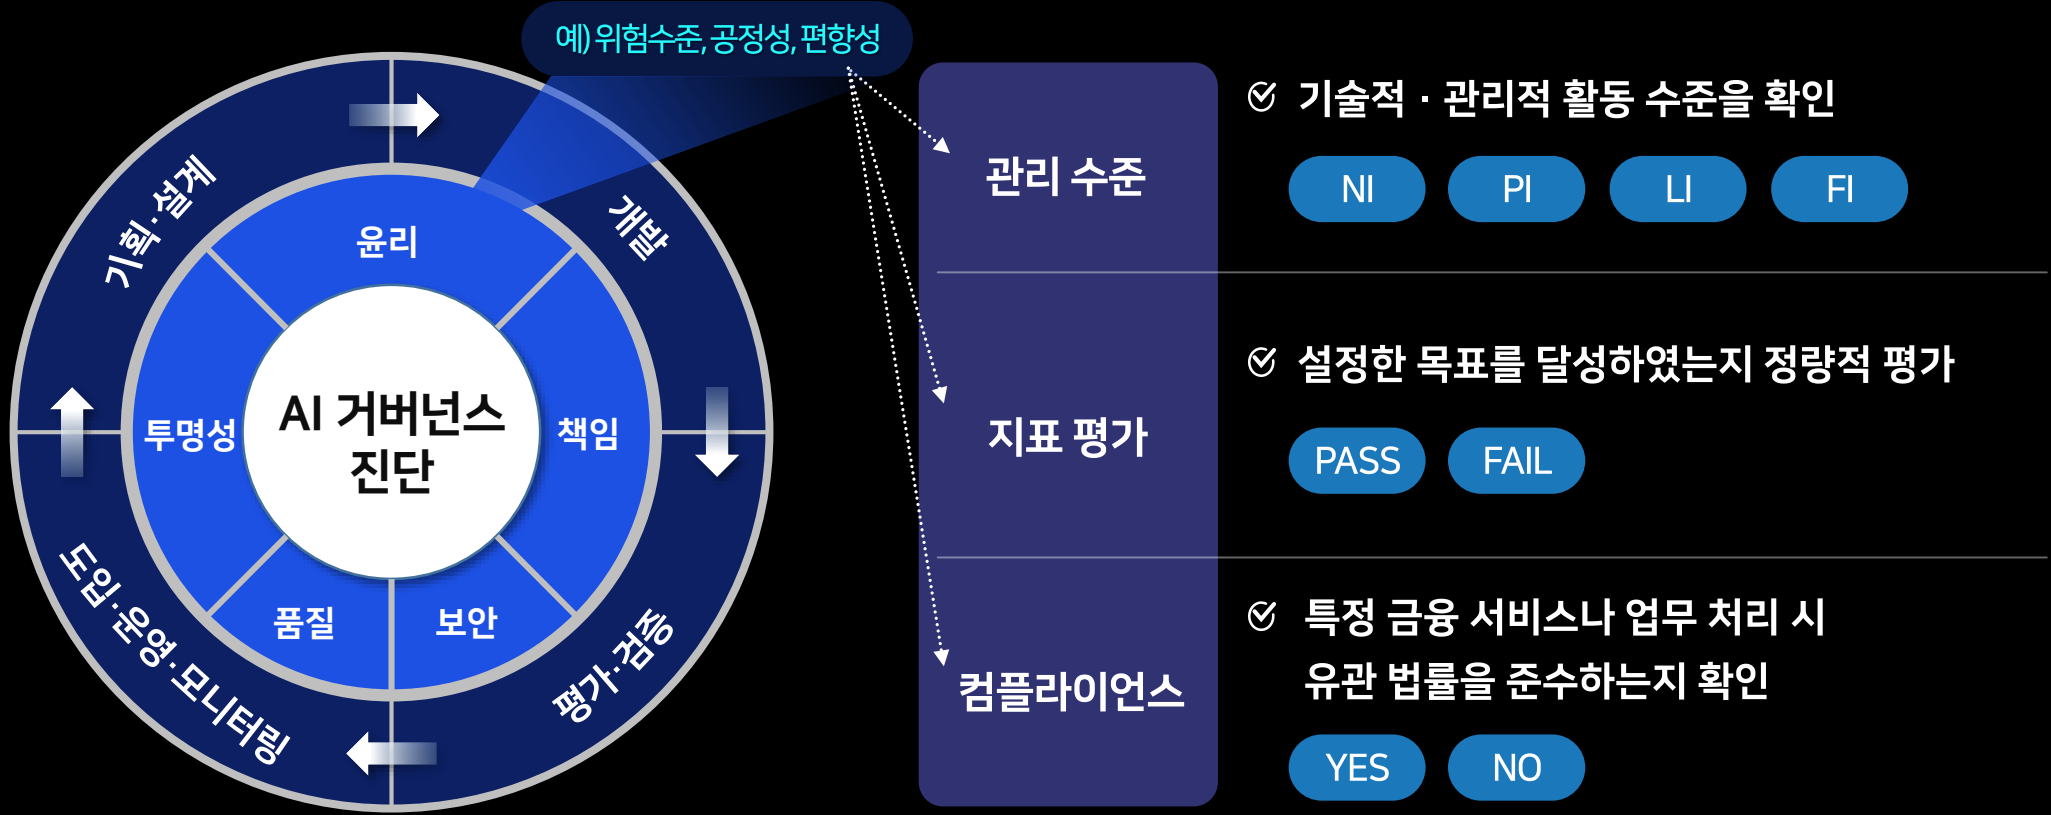 예) 위험수준, 공정성, 편향성
기획·설계
개발
평가·검증
도입·운영·모니터링
윤리
책임
보안
품질
투명성
AI 거버넌스
진단
관리 수준
기술적 · 관리적 활동 수준을 확인
NI
PI
LI
FI
지표 평가
설정한 목표를 달성하였는지 정량적 평가
PASS
FAIL
컴플라이언스
특정 금융 서비스나 업무 처리 시
유관 법률을 준수하는지 확인
YES
NO